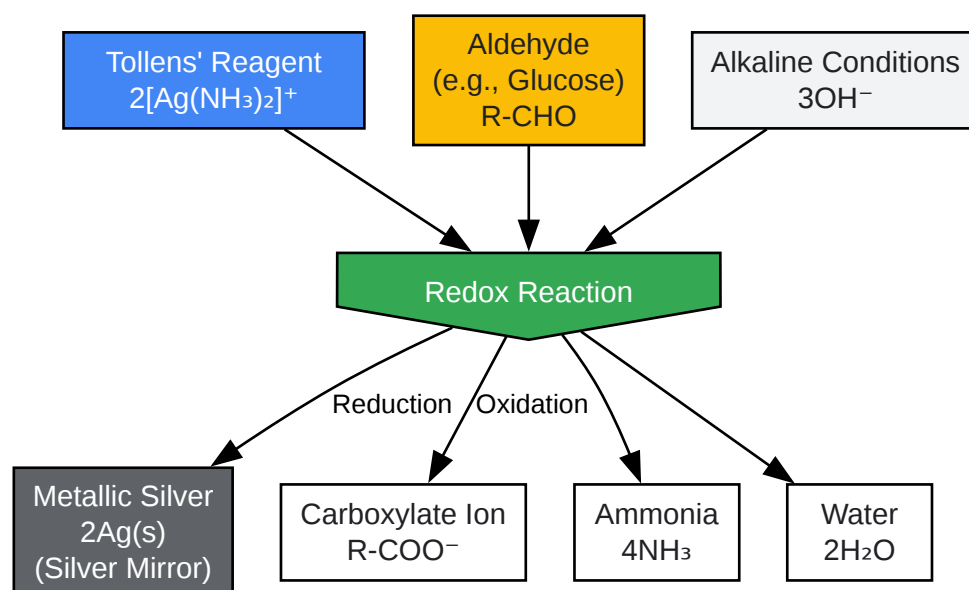 Tollens' Reagent
2[Ag(NH₃)₂]⁺
Aldehyde
(e.g., Glucose)
R-CHO
Alkaline Conditions
3OH⁻
Redox Reaction
Reduction
Oxidation
Metallic Silver
2Ag(s)
(Silver Mirror)
Carboxylate Ion
R-COO⁻
Ammonia
4NH₃
Water
2H₂O